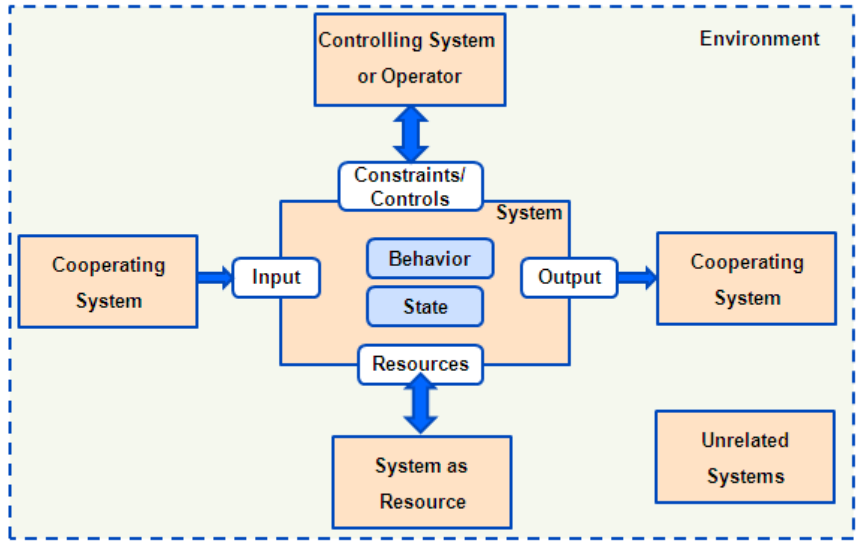 Controlling System
or Operator
Environment
Constraints/
Controls
System
Cooperating
System
Input
Behavior
State
Output
Cooperating
System
Resources
System as
Resource
Unrelated
Systems